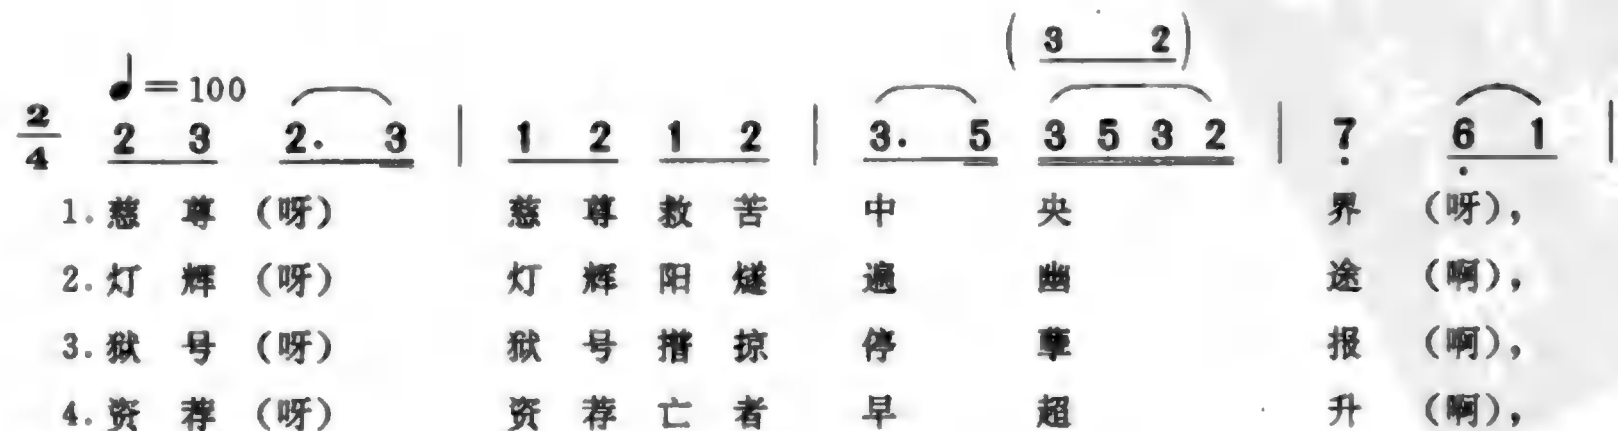 (3 2)
♩=100
2/4 2 3 2. 3 | 1 2 1 2 | 3. 5 3 5 3 2 | 7 6 1 |
1.慈 尊 (呀) 慈 尊 救 苦 中 央 界 (呀),
2.灯 辉 (呀) 灯 辉 阳 燧 遍 幽 途 (啊),
3.狱 号 (呀) 狱 号 掠 停 报 (啊),
4.资 荐 (呀) 资 荐 亡 者 早 超 升 (啊),